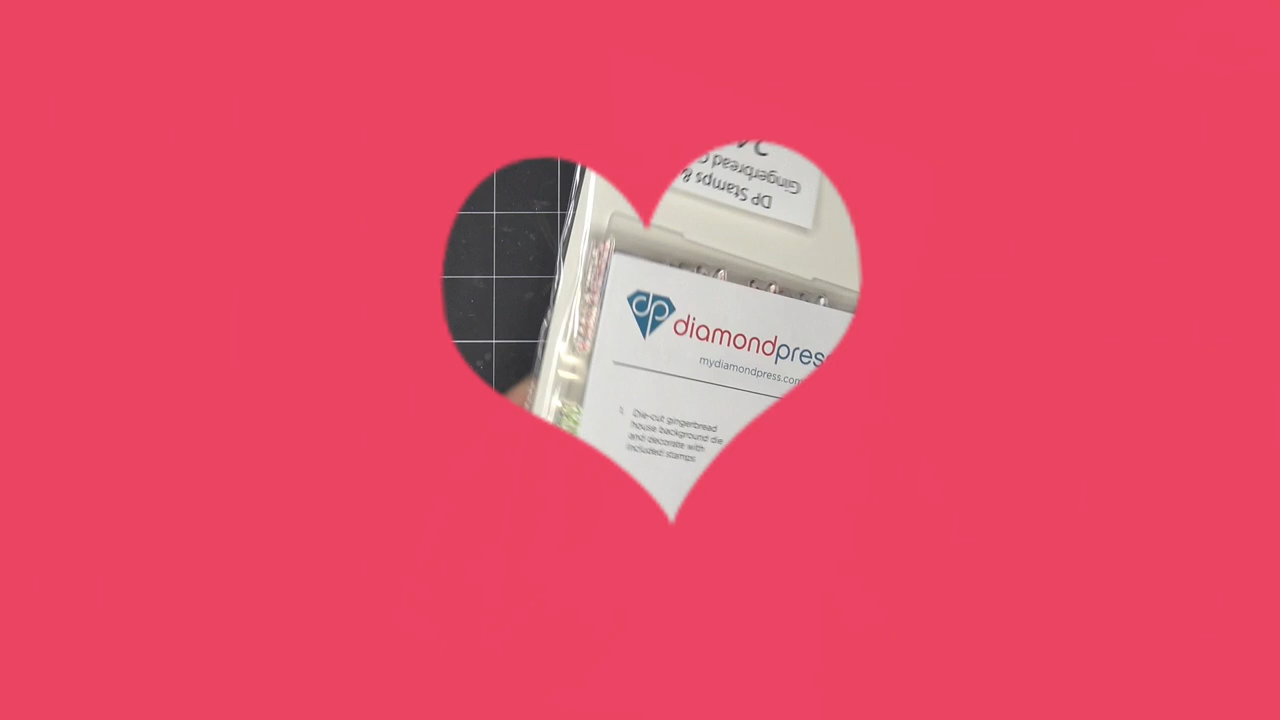 DP Stamps &
Gingerbread
diamondpress
mydiamondpress.com
1. Die-cut gingerbread
house background die
and decorate with
included stamps